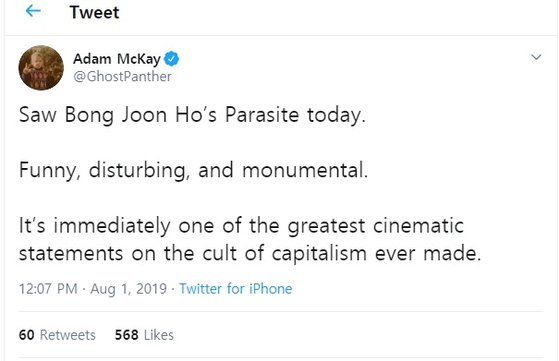 Tweet
Adam McKay
@GhostPanther
Saw Bong Joon Ho's Parasite today.
Funny, disturbing, and monumental.
It's immediately one of the greatest cinematic
statements on the cult of capitalism ever made.
12:07 PM · Aug 1, 2019 · Twitter for iPhone
60 Retweets 568 Likes